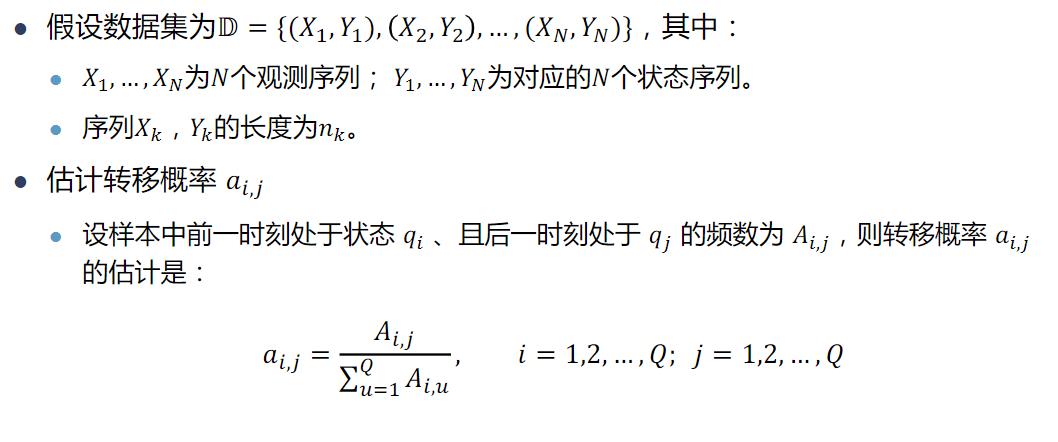 ● 假设数据集为𝔻 = {(X₁, Y₁), (X₂, Y₂), … , (X_N, Y_N)}，其中：
● X₁, … , X_N为N个观测序列； Y₁, … , Y_N为对应的N个状态序列。
● 序列X_k，Y_k的长度为n_k。
● 估计转移概率 a_{i,j}
● 设样本中前一时刻处于状态 q_i 、且后一时刻处于 q_j 的频数为 A_{i,j}，则转移概率 a_{i,j}
的估计是：
a_{i,j} = \frac{A_{i,j}}{\sum_{u=1}^{Q} A_{i,u}}, i = 1,2, … , Q; j = 1,2, … , Q